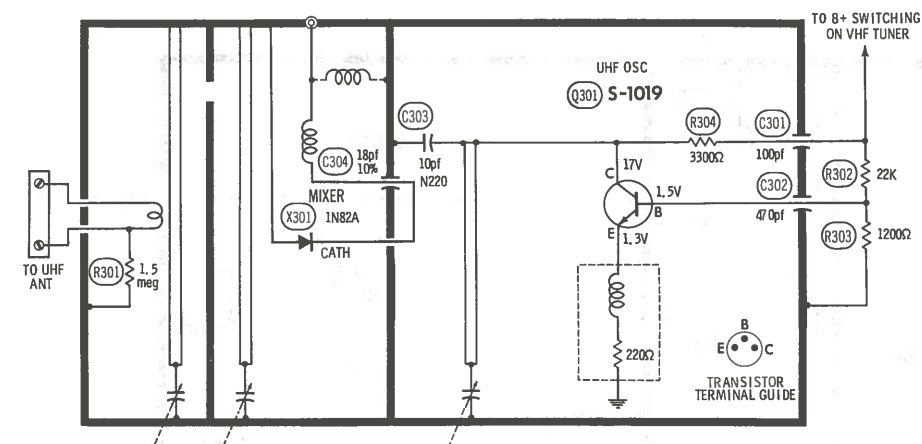 TO B+ SWITCHING
ON VHF TUNER
UHF OSC
Q301 S-1019
C303
R304
C301
C304
18pf
10%
10pf
N220
3300Ω
100pf
17V
C
C302
R302
22K
MIXER
X301 1N82A
CATH
1.5V
B
470pf
E
1.3V
R303
1200Ω
TO UHF
ANT
R301
1.5
meg
220Ω
B
E
C
TRANSISTOR
TERMINAL GUIDE